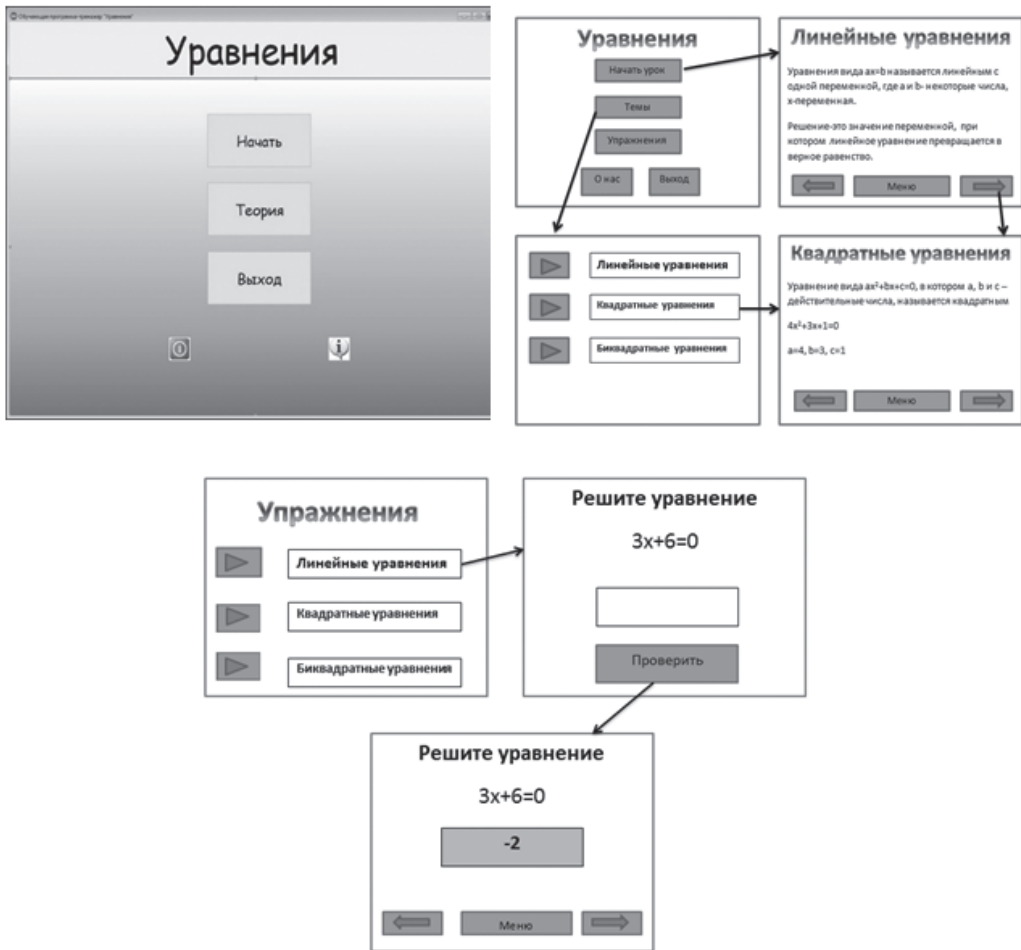 Обучающая программа-тренажер "Уравнения"
Уравнения
Начать
Теория
Выход
Уравнения
Начать урок
Темы
Упражнения
О нас
Выход
Линейные уравнения
Уравнения вида ax=b называется линейным с
одной переменной, где a и b- некоторые числа,
x-переменная.
Решение-это значение переменной, при
котором линейное уравнение превращается в
верное равенство.
Меню
Линейные уравнения
Квадратные уравнения
Биквадратные уравнения
Квадратные уравнения
Уравнение вида ax²+bx+c=0, в котором a, b и c –
действительные числа, называется квадратным
4x²+3x+1=0
a=4, b=3, c=1
Меню
Упражнения
Линейные уравнения
Квадратные уравнения
Биквадратные уравнения
Решите уравнение
3x+6=0
Проверить
Решите уравнение
3x+6=0
-2
Меню